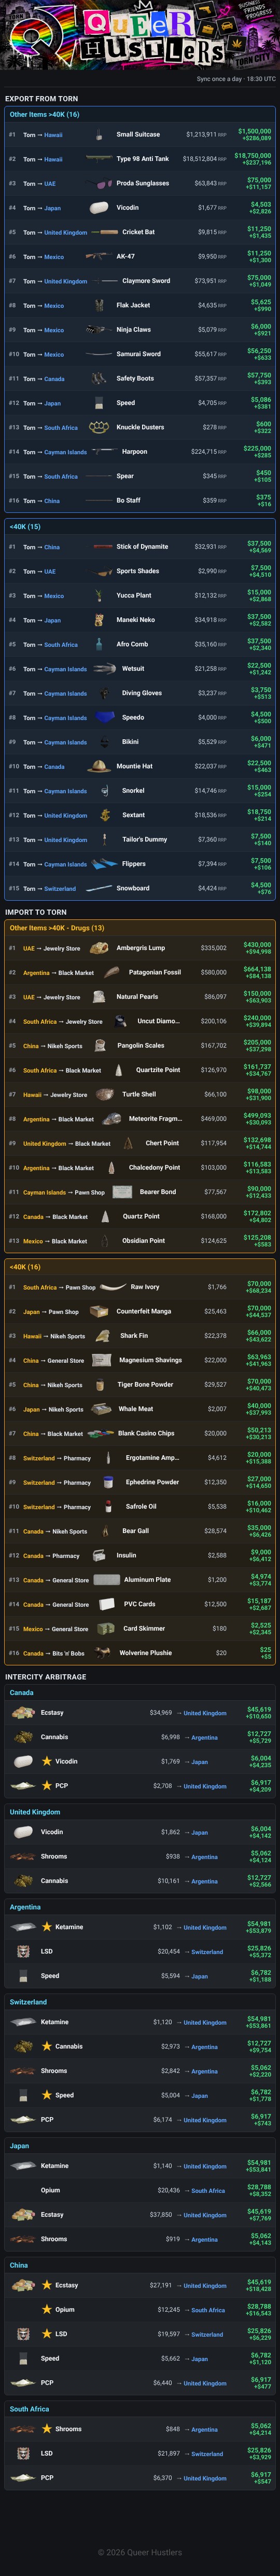 QUEER
HUSTLERS
BUSINESS
FRIENDS
PROGRESS
TORN CITY
Sync once a day · 18:30 UTC
EXPORT FROM TORN
Other Items >40K (16)
#1 Torn → Hawaii Small Suitcase $1,213,911 RRP $1,500,000 +$286,089
#2 Torn → Hawaii Type 98 Anti Tank $18,512,804 RRP $18,750,000 +$237,196
#3 Torn → UAE Proda Sunglasses $63,843 RRP $75,000 +$11,157
#4 Torn → Japan Vicodin $1,677 RRP $4,503 +$2,826
#5 Torn → United Kingdom Cricket Bat $9,815 RRP $11,250 +$1,435
#6 Torn → Mexico AK-47 $9,950 RRP $11,250 +$1,300
#7 Torn → United Kingdom Claymore Sword $73,951 RRP $75,000 +$1,049
#8 Torn → Mexico Flak Jacket $4,635 RRP $5,625 +$990
#9 Torn → Mexico Ninja Claws $5,079 RRP $6,000 +$921
#10 Torn → Mexico Samurai Sword $55,617 RRP $56,250 +$633
#11 Torn → Canada Safety Boots $57,357 RRP $57,750 +$393
#12 Torn → Japan Speed $4,705 RRP $5,086 +$381
#13 Torn → South Africa Knuckle Dusters $278 RRP $600 +$322
#14 Torn → Cayman Islands Harpoon $224,715 RRP $225,000 +$285
#15 Torn → South Africa Spear $345 RRP $450 +$105
#16 Torn → China Bo Staff $359 RRP $375 +$16
<40K (15)
#1 Torn → China Stick of Dynamite $32,931 RRP $37,500 +$4,569
#2 Torn → UAE Sports Shades $2,990 RRP $7,500 +$4,510
#3 Torn → Mexico Yucca Plant $12,132 RRP $15,000 +$2,868
#4 Torn → Japan Maneki Neko $34,918 RRP $37,500 +$2,582
#5 Torn → South Africa Afro Comb $35,160 RRP $37,500 +$2,340
#6 Torn → Cayman Islands Wetsuit $21,258 RRP $22,500 +$1,242
#7 Torn → Cayman Islands Diving Gloves $3,237 RRP $3,750 +$513
#8 Torn → Cayman Islands Speedo $4,000 RRP $4,500 +$500
#9 Torn → Cayman Islands Bikini $5,529 RRP $6,000 +$471
#10 Torn → Canada Mountie Hat $22,037 RRP $22,500 +$463
#11 Torn → Cayman Islands Snorkel $14,746 RRP $15,000 +$254
#12 Torn → United Kingdom Sextant $18,536 RRP $18,750 +$214
#13 Torn → United Kingdom Tailor's Dummy $7,360 RRP $7,500 +$140
#14 Torn → Cayman Islands Flippers $7,394 RRP $7,500 +$106
#15 Torn → Switzerland Snowboard $4,424 RRP $4,500 +$76
IMPORT TO TORN
Other Items >40K - Drugs (13)
#1 UAE → Jewelry Store Ambergris Lump $335,002 $430,000 +$94,998
#2 Argentina → Black Market Patagonian Fossil $580,000 $664,138 +$84,138
#3 UAE → Jewelry Store Natural Pearls $86,097 $150,000 +$63,903
#4 South Africa → Jewelry Store Uncut Diamo... $200,106 $240,000 +$39,894
#5 China → Nikeh Sports Pangolin Scales $167,702 $205,000 +$37,298
#6 South Africa → Black Market Quartzite Point $126,970 $161,737 +$34,767
#7 Hawaii → Jewelry Store Turtle Shell $66,100 $98,000 +$31,900
#8 Argentina → Black Market Meteorite Fragm... $469,000 $499,093 +$30,093
#9 United Kingdom → Black Market Chert Point $117,954 $132,698 +$14,744
#10 Argentina → Black Market Chalcedony Point $103,000 $116,583 +$13,583
#11 Cayman Islands → Pawn Shop Bearer Bond $77,567 $90,000 +$12,433
#12 Canada → Black Market Quartz Point $168,000 $172,802 +$4,802
#13 Mexico → Black Market Obsidian Point $124,625 $125,208 +$583
<40K (16)
#1 South Africa → Pawn Shop Raw Ivory $1,766 $70,000 +$68,234
#2 Japan → Pawn Shop Counterfeit Manga $25,463 $70,000 +$44,537
#3 Hawaii → Nikeh Sports Shark Fin $22,378 $66,000 +$43,622
#4 China → General Store Magnesium Shavings $22,000 $63,963 +$41,963
#5 China → Nikeh Sports Tiger Bone Powder $29,527 $70,000 +$40,473
#6 Japan → Nikeh Sports Whale Meat $2,007 $40,000 +$37,993
#7 China → Black Market Blank Casino Chips $20,000 $50,213 +$30,213
#8 Switzerland → Pharmacy Ergotamine Amp... $4,612 $20,000 +$15,388
#9 Switzerland → Pharmacy Ephedrine Powder $12,350 $27,000 +$14,650
#10 Switzerland → Pharmacy Safrole Oil $5,538 $16,000 +$10,462
#11 Canada → Nikeh Sports Bear Gall $28,574 $35,000 +$6,426
#12 Canada → Pharmacy Insulin $2,588 $9,000 +$6,412
#13 Canada → General Store Aluminum Plate $1,200 $4,974 +$3,774
#14 Canada → General Store PVC Cards $12,500 $15,187 +$2,687
#15 Mexico → General Store Card Skimmer $180 $2,525 +$2,345
#16 Canada → Bits 'n' Bobs Wolverine Plushie $20 $25 +$5
INTERCITY ARBITRAGE
Canada
Ecstasy $34,969 → United Kingdom $45,619 +$10,650
Cannabis $6,998 → Argentina $12,727 +$5,729
Vicodin $1,769 → Japan $6,004 +$4,235
PCP $2,708 → United Kingdom $6,917 +$4,209
United Kingdom
Vicodin $1,862 → Japan $6,004 +$4,142
Shrooms $938 → Argentina $5,062 +$4,124
Cannabis $10,161 → Argentina $12,727 +$2,566
Argentina
Ketamine $1,102 → United Kingdom $54,981 +$53,879
LSD $20,454 → Switzerland $25,826 +$5,372
Speed $5,594 → Japan $6,782 +$1,188
Switzerland
Ketamine $1,120 → United Kingdom $54,981 +$53,861
Cannabis $2,973 → Argentina $12,727 +$9,754
Shrooms $2,842 → Argentina $5,062 +$2,220
Speed $5,004 → Japan $6,782 +$1,778
PCP $6,174 → United Kingdom $6,917 +$743
Japan
Ketamine $1,140 → United Kingdom $54,981 +$53,841
Opium $20,436 → South Africa $28,788 +$8,352
Ecstasy $37,850 → United Kingdom $45,619 +$7,769
Shrooms $919 → Argentina $5,062 +$4,143
China
Ecstasy $27,191 → United Kingdom $45,619 +$18,428
Opium $12,245 → South Africa $28,788 +$16,543
LSD $19,597 → Switzerland $25,826 +$6,229
Speed $5,662 → Japan $6,782 +$1,120
PCP $6,440 → United Kingdom $6,917 +$477
South Africa
Shrooms $848 → Argentina $5,062 +$4,214
LSD $21,897 → Switzerland $25,826 +$3,929
PCP $6,370 → United Kingdom $6,917 +$547
© 2026 Queer Hustlers